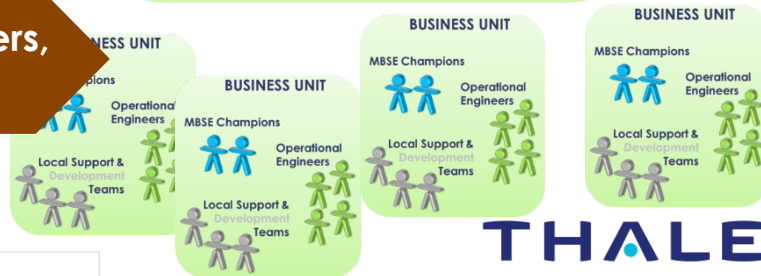 ers,
NESS UNIT
pions
Operational
Engineers
Local Support &
Development
Teams
BUSINESS UNIT
MBSE Champions
Operational
Engineers
Local Support &
Development
Teams
BUSINESS UNIT
MBSE Champions
Operational
Engineers
Local Support &
Development
Teams
BUSINESS UNIT
MBSE Champions
Operational
Engineers
Local Support &
Development
Teams
THALE